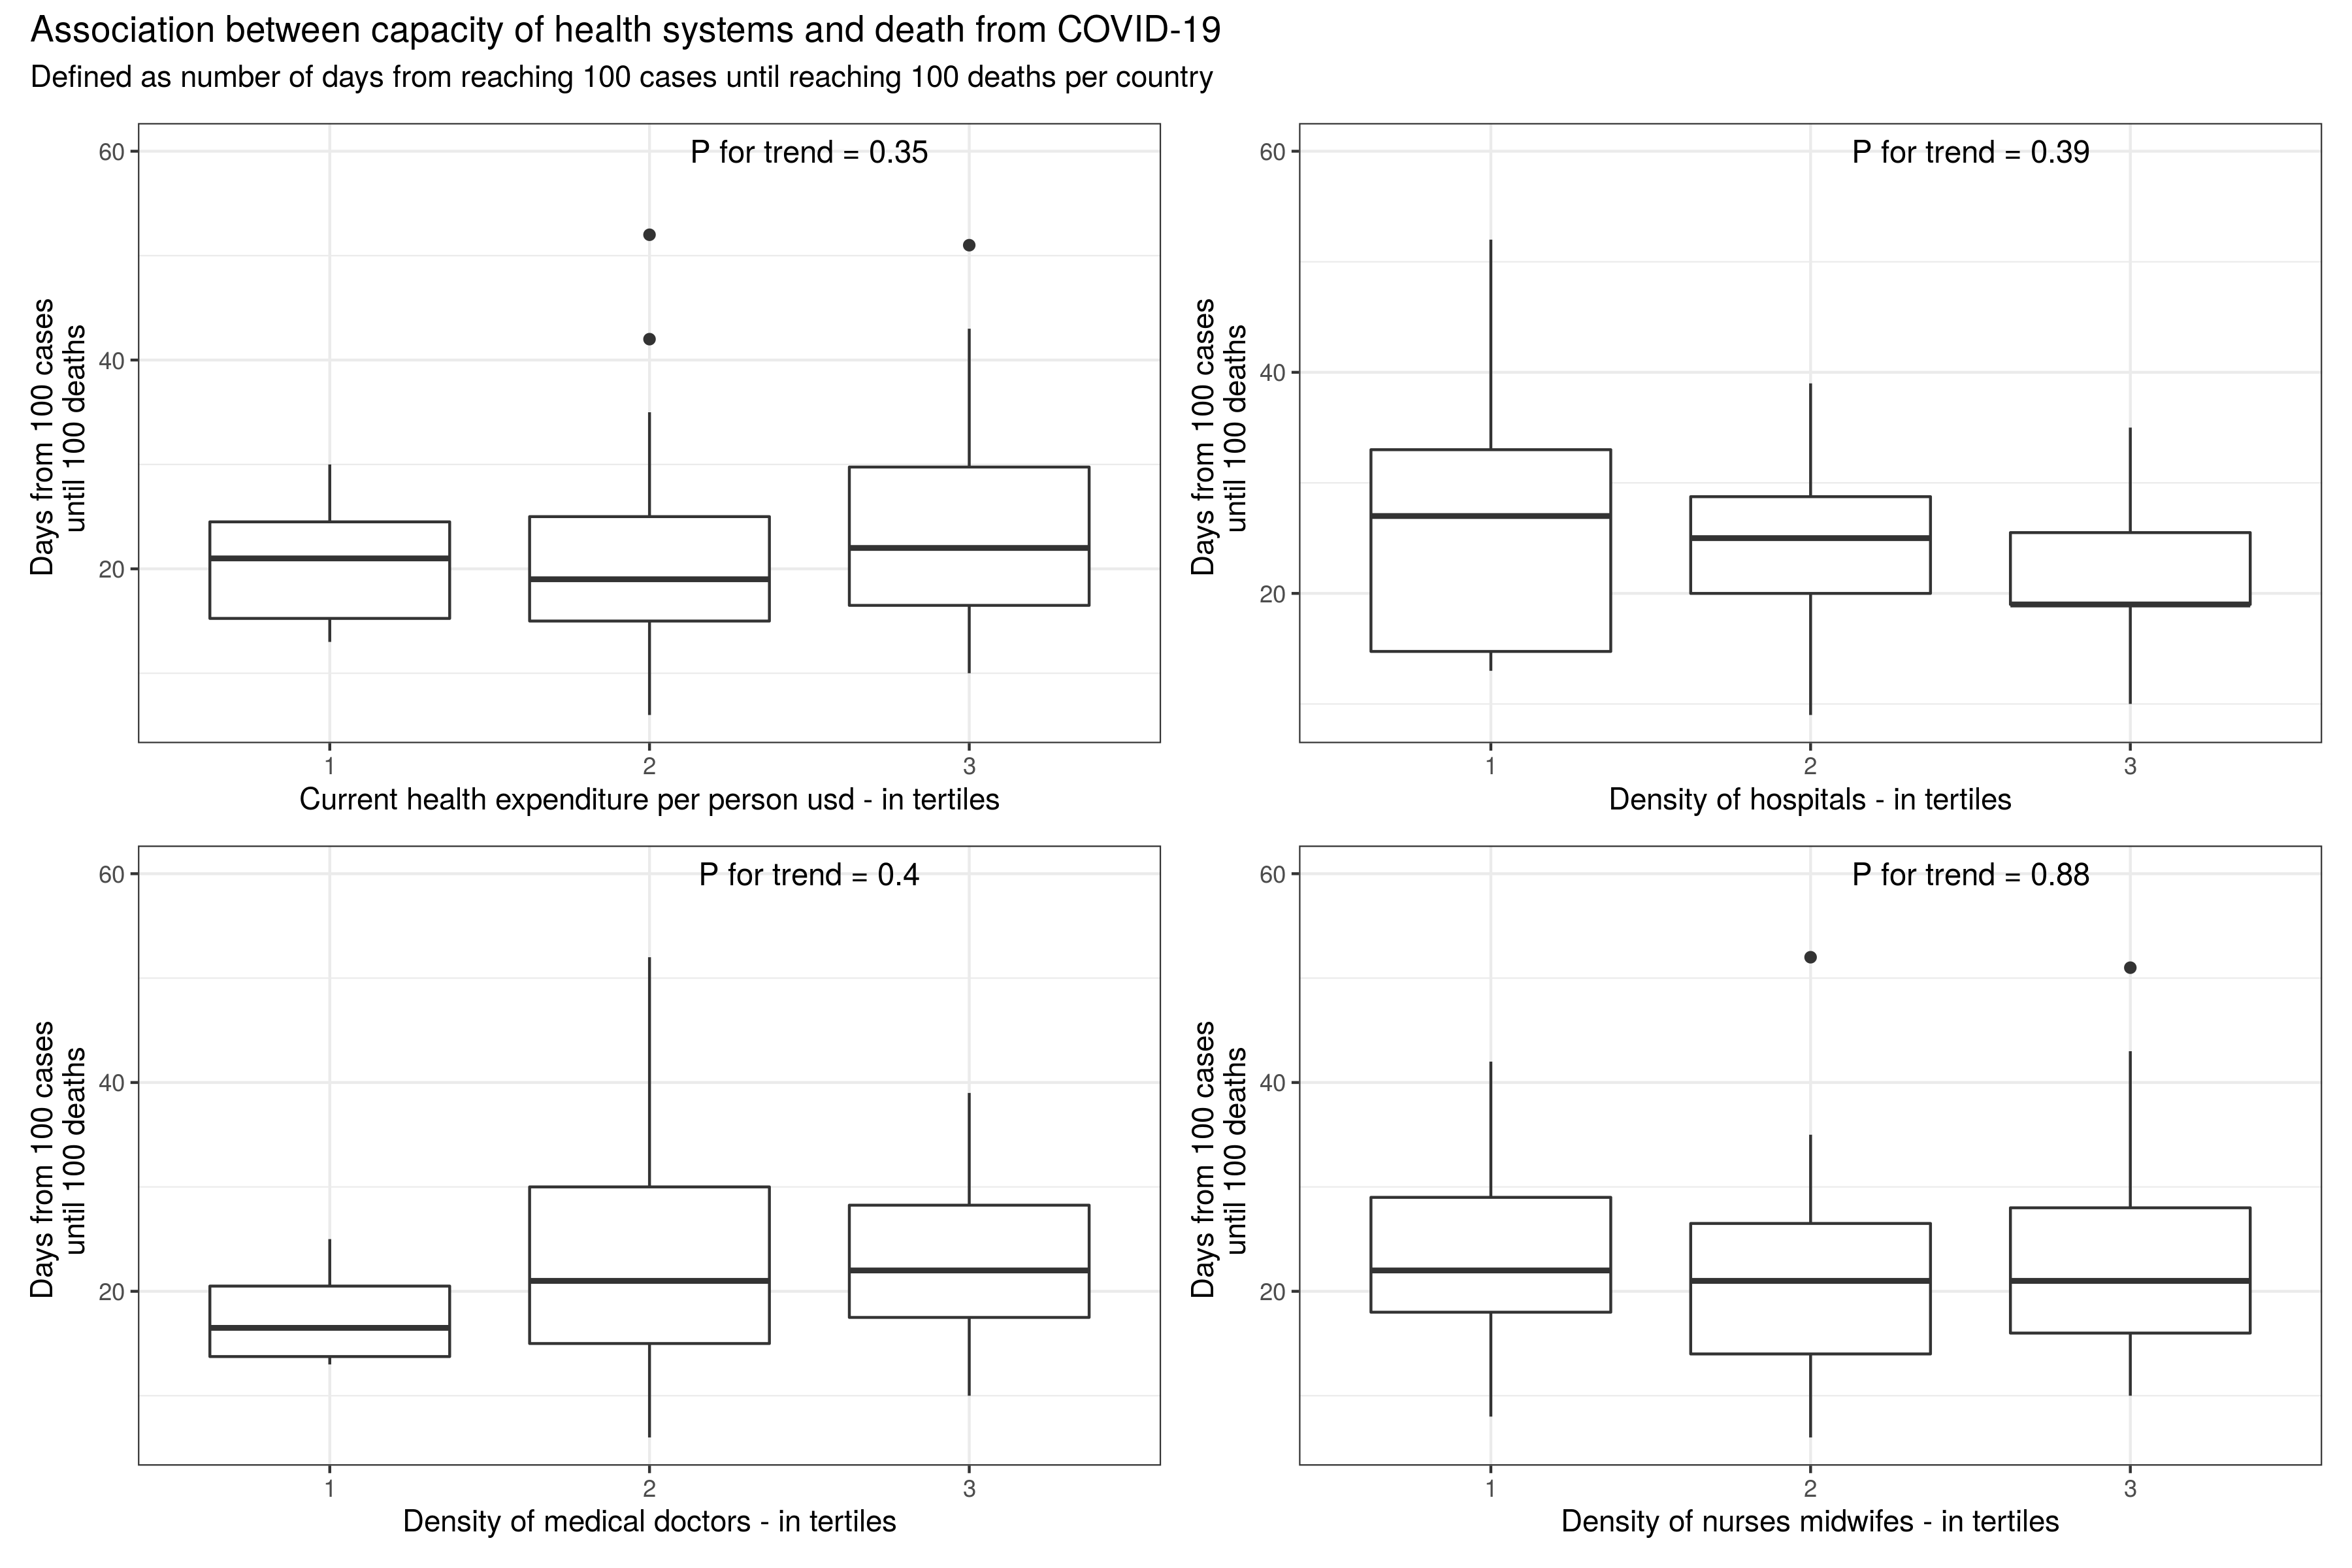 Association between capacity of health systems and death from COVID-19
Defined as number of days from reaching 100 cases until reaching 100 deaths per country
P for trend = 0.35
Days from 100 cases
until 100 deaths
60
40
20
1
2
3
Current health expenditure per person usd - in tertiles
P for trend = 0.39
Days from 100 cases
until 100 deaths
60
40
20
1
2
3
Density of hospitals - in tertiles
P for trend = 0.4
Days from 100 cases
until 100 deaths
60
40
20
1
2
3
Density of medical doctors - in tertiles
P for trend = 0.88
Days from 100 cases
until 100 deaths
60
40
20
1
2
3
Density of nurses midwifes - in tertiles